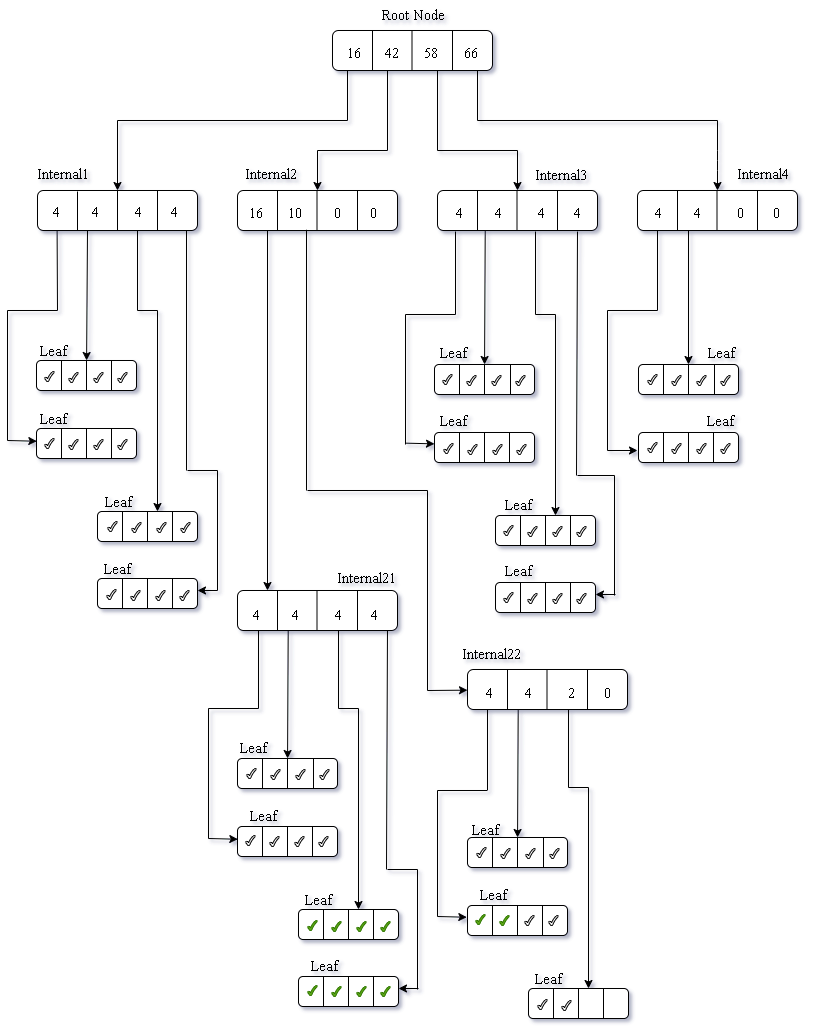 Root Node
16 42 58 66
Internal1 Internal2 Internal3 Internal4
4 4 4 4
16 10 0 0
4 4 4 4
4 4 0 0
Leaf
✓ ✓ ✓ ✓
Leaf
✓ ✓ ✓ ✓
Leaf
✓ ✓ ✓ ✓
Leaf
✓ ✓ ✓ ✓
Leaf
✓ ✓ ✓ ✓
Leaf
✓ ✓ ✓ ✓
Leaf
✓ ✓ ✓ ✓
Leaf
✓ ✓ ✓ ✓
Leaf
✓ ✓ ✓ ✓
Leaf
✓ ✓ ✓ ✓
Internal21
4 4 4 4
Internal22
4 4 2 0
Leaf
✓ ✓ ✓ ✓
Leaf
✓ ✓ ✓ ✓
Leaf
✓ ✓ ✓ ✓
Leaf
✓ ✓ ✓ ✓
Leaf
✓ ✓ ✓ ✓
Leaf
✓ ✓ ✓ ✓
Leaf
✓ ✓